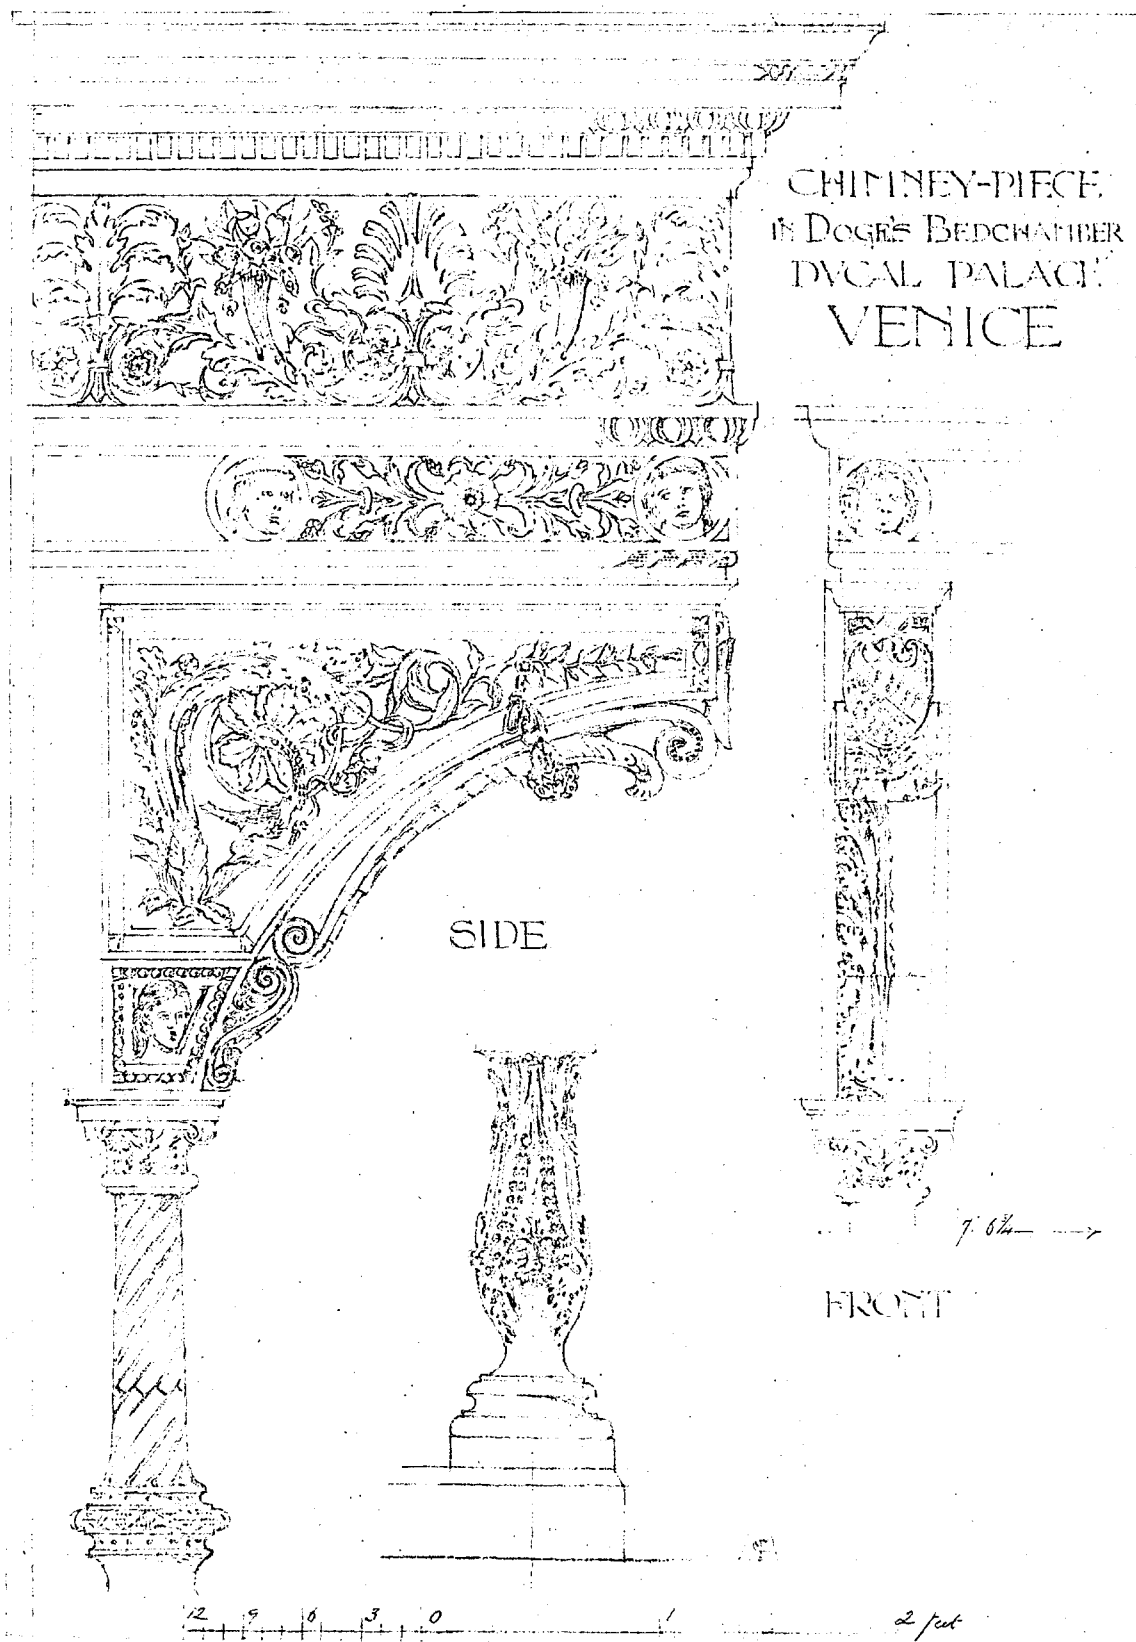 CHIMNEY-PIECE
IN DOGE'S BEDCHAMBER
DVCAL PALACE
VENICE
SIDE
7' 6¾
FRONT
12 9 6 3 0 1 2 feet